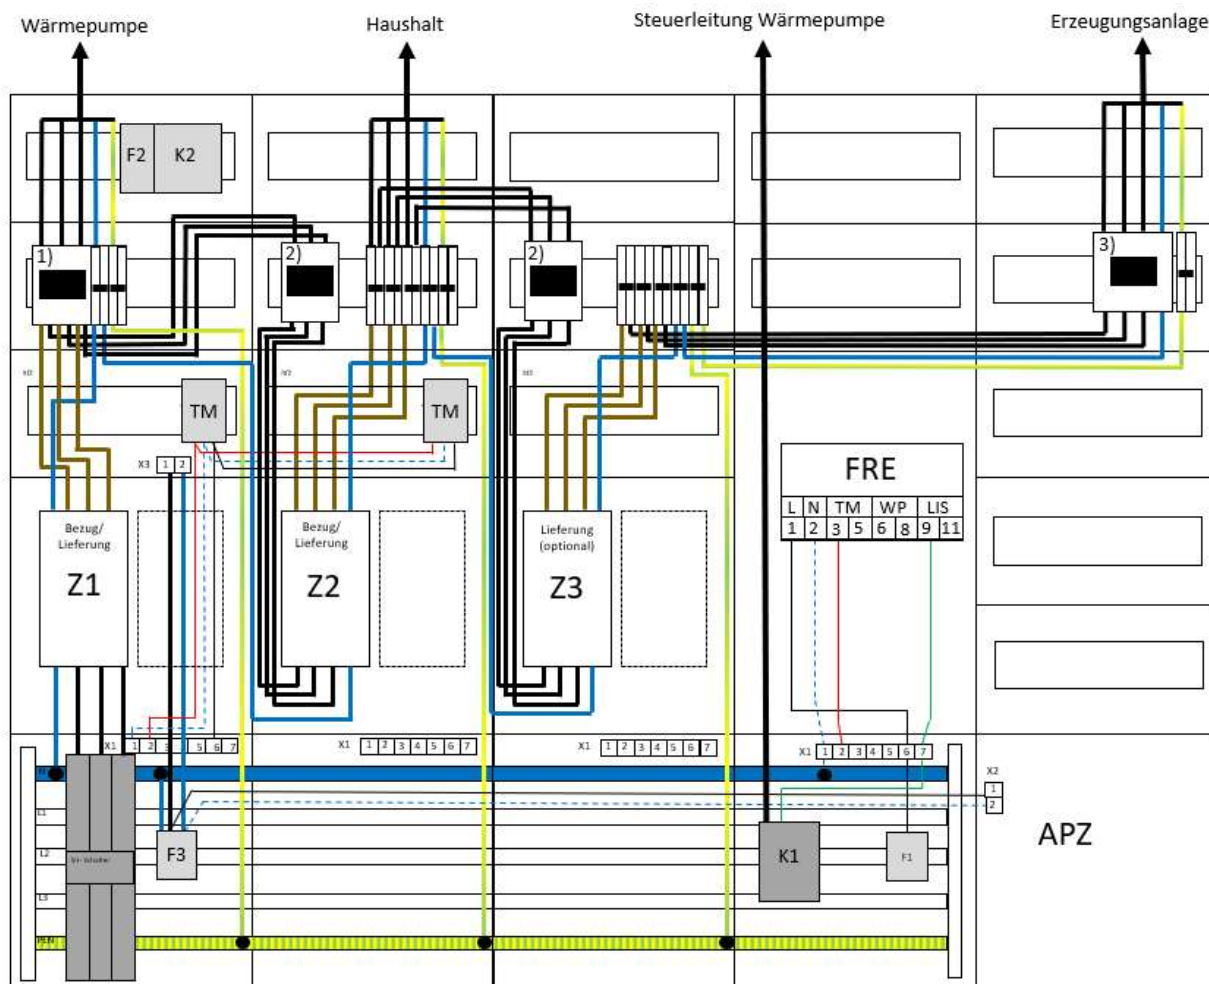 Wärmepumpe
Haushalt
Steuerleitung Wärmepumpe
Erzeugungsanlage
F2 K2
1)
2)
2)
3)
TM
TM
X3 1 2
FRE
L N TM WP LIS
1 2 3 5 6 8 9 11
Bezug/
Lieferung
Z1
Bezug/
Lieferung
Z2
Lieferung
(optional)
Z3
X1 1 2 3 5 6 7
X1 1 2 3 4 5 6 7
X1 1 2 3 4 5 6 7
X1 1 2 3 4 5 6 7
X2
1
2
N
L1
L2
L3
PEN
F3
K1
F1
APZ